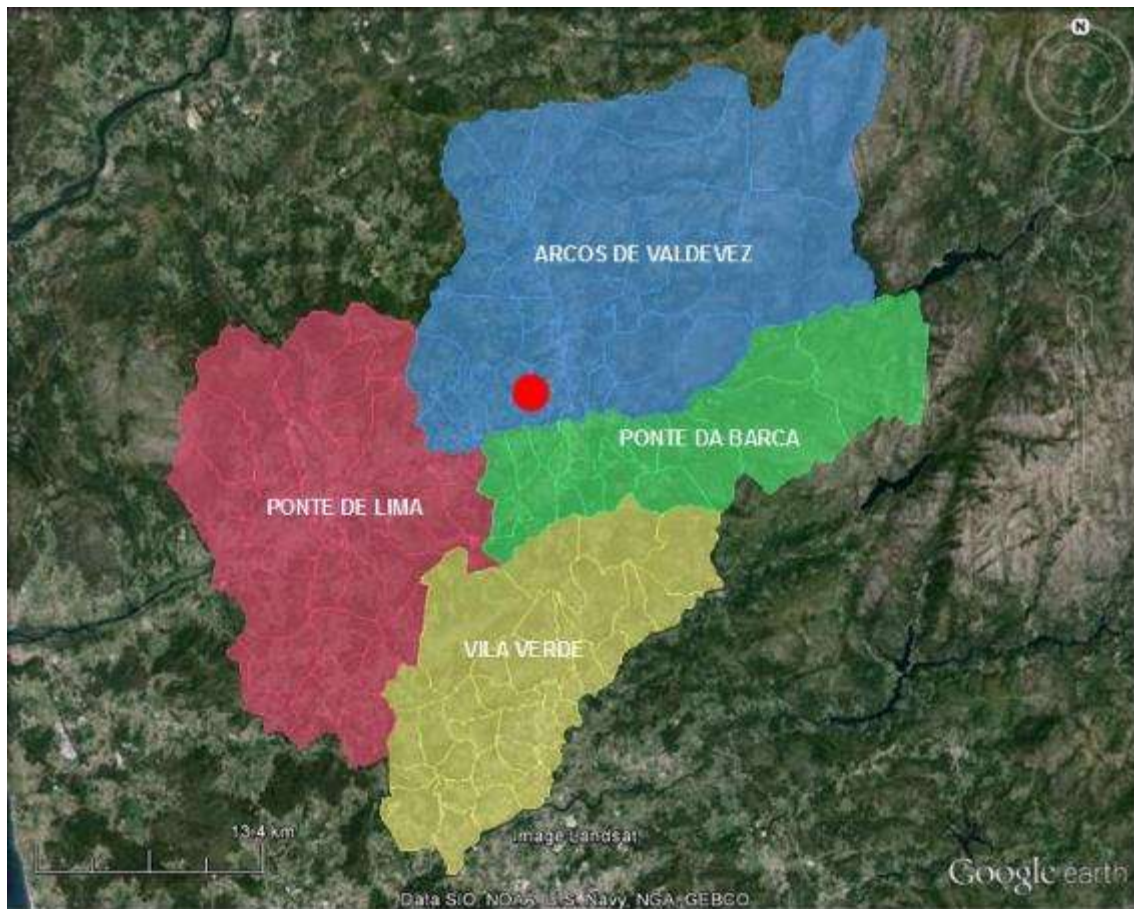 N
ARCOS DE VALDEVEZ
PONTE DA BARCA
PONTE DE LIMA
VILA VERDE
13.4 km
Image Landsat
Google earth
Data SIO, NOAA, U.S. Navy, NGA, GEBCO